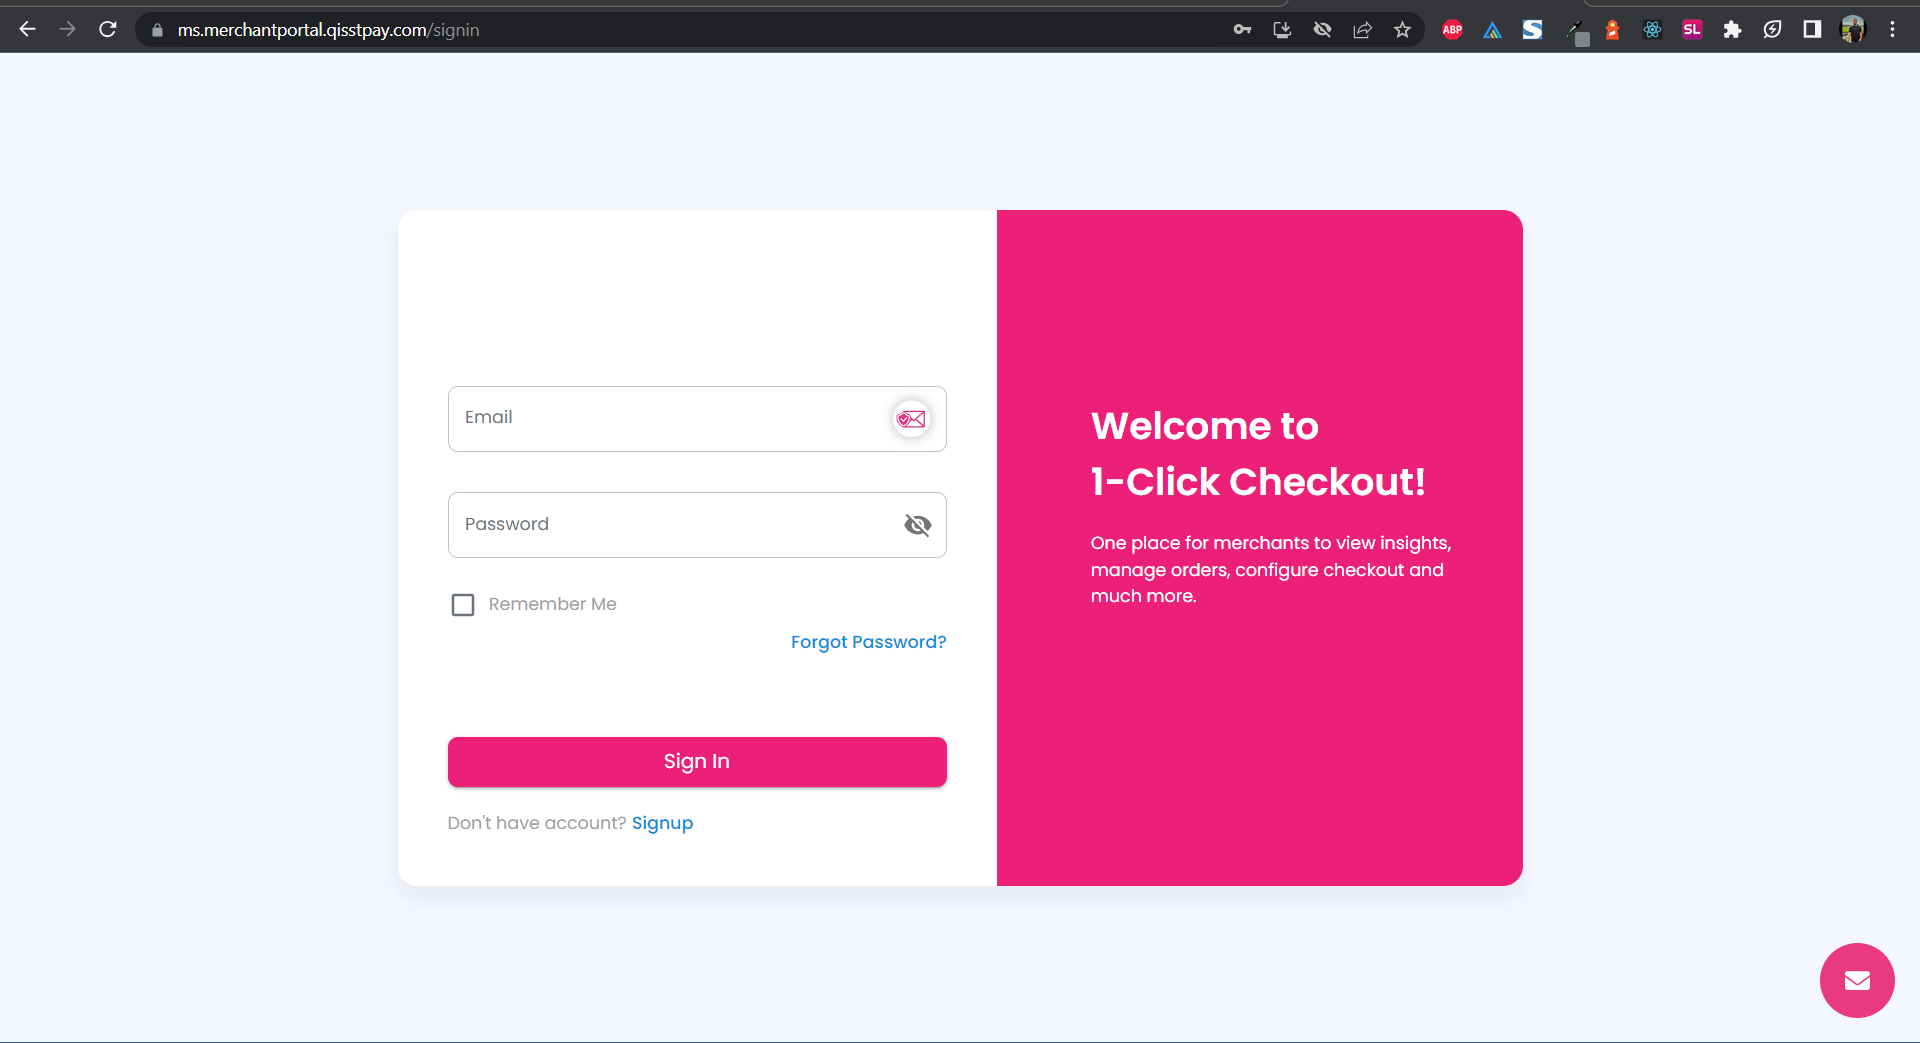 ms.merchantportal.qisstpay.com/signin
ABP
SL
Email
Password
Remember Me
Forgot Password?
Sign In
Don't have account? Signup
Welcome to
1-Click Checkout!
One place for merchants to view insights,
manage orders, configure checkout and
much more.